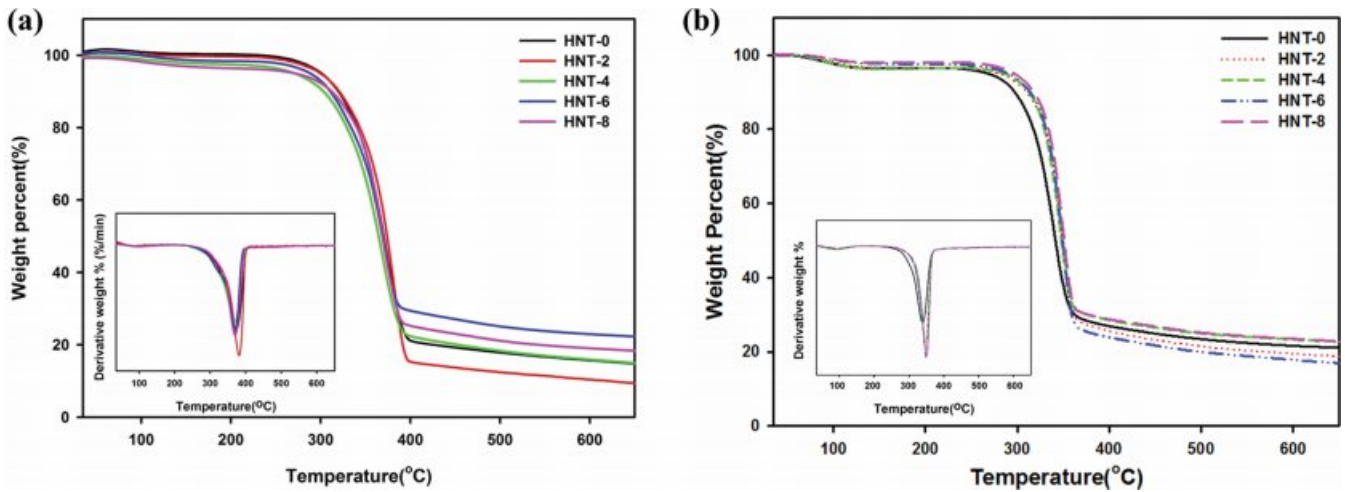 (a)
HNT-0
HNT-2
HNT-4
HNT-6
HNT-8
Weight percent(%)
100
80
60
40
20
0
Derivative weight % (%/min)
100 200 300 400 500 600
Temperature(°C)
100 200 300 400 500 600
Temperature(°C)
(b)
HNT-0
HNT-2
HNT-4
HNT-6
HNT-8
Weight Percent(%)
100
80
60
40
20
0
Derivative weight %
100 200 300 400 500 600
Temperature(°C)
100 200 300 400 500 600
Temperature(°C)